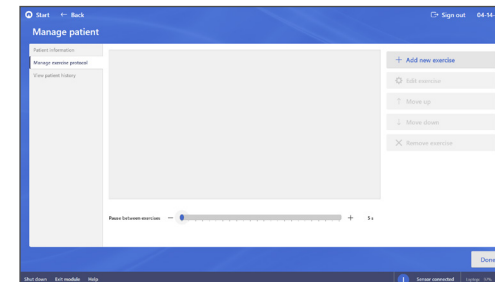 Start ← Back Sign out 04-14-
Manage patient
Patient information
Manage exercise protocol
View patient history
+ Add new exercise
Edit exercise
↑ Move up
↓ Move down
Remove exercise
Pause between exercises − + 5 s
Done
Shut down Exit module Help Sensor connected Laptop